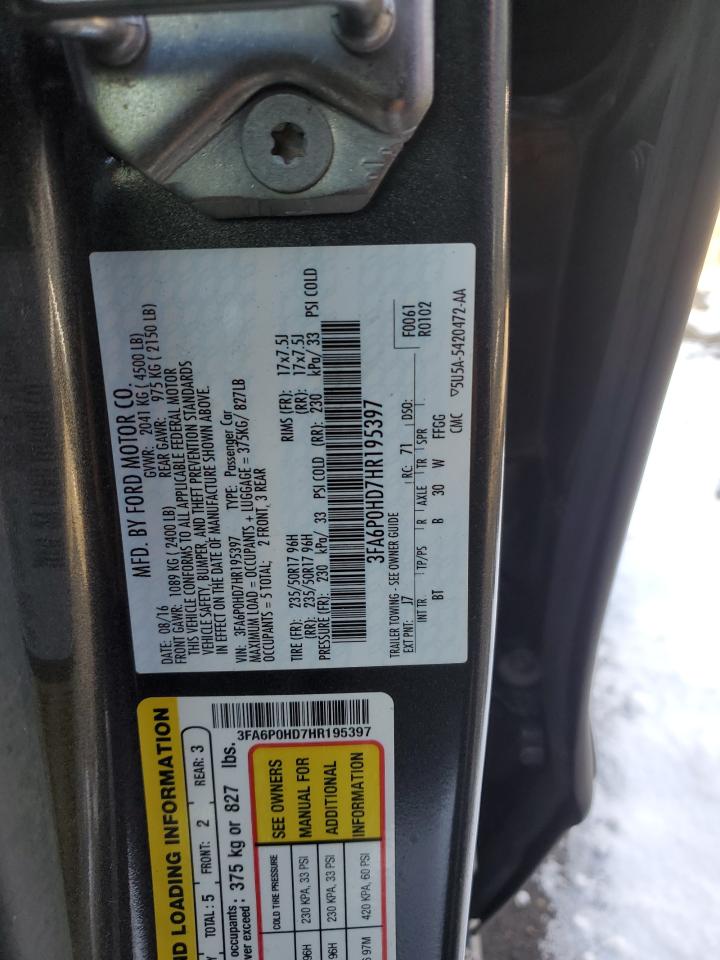 MFD. BY FORD MOTOR CO.
DATE: 08/16 GVWR: 2041 KG ( 4500 LB)
FRONT GAWR: 1089 KG ( 2400 LB) REAR GAWR: 975 KG ( 2150 LB)
THIS VEHICLE CONFORMS TO ALL APPLICABLE FEDERAL MOTOR
VEHICLE SAFETY, BUMPER, AND THEFT PREVENTION STANDARDS
IN EFFECT ON THE DATE OF MANUFACTURE SHOWN ABOVE.
VIN: 3FA6P0HD7HR195397 TYPE: Passenger Car
MAXIMUM LOAD = OCCUPANTS + LUGGAGE = 375KG/ 827LB
OCCUPANTS = 5 TOTAL: 2 FRONT, 3 REAR
TIRE (FR): 235/50R17 96H RIMS (FR): 17x7.5J
(RR): 235/50R17 96H (RR): 17x7.5J
PRESSURE (FR): 230 kPa/ 33 PSI COLD (RR): 230 kPa/ 33 PSI COLD
3FA6P0HD7HR195397
TRAILER TOWING - SEE OWNER GUIDE F0061
EXT PNT: J7 RC: 71 DSO: R0102
INT TR TP/PS R AXLE TR SPR
BT B 30 W FFGG
CMC ▽5U5A-5420472-AA
ND LOADING INFORMATION
TOTAL: 5 FRONT: 2 REAR: 3
occupants: 375 kg or 827 lbs.
ver exceed :
3FA6P0HD7HR195397
COLD TIRE PRESSURE SEE OWNERS
96H 230 KPA, 33 PSI MANUAL FOR
96H 230 KPA, 33 PSI ADDITIONAL
97M 420 KPA, 60 PSI INFORMATION